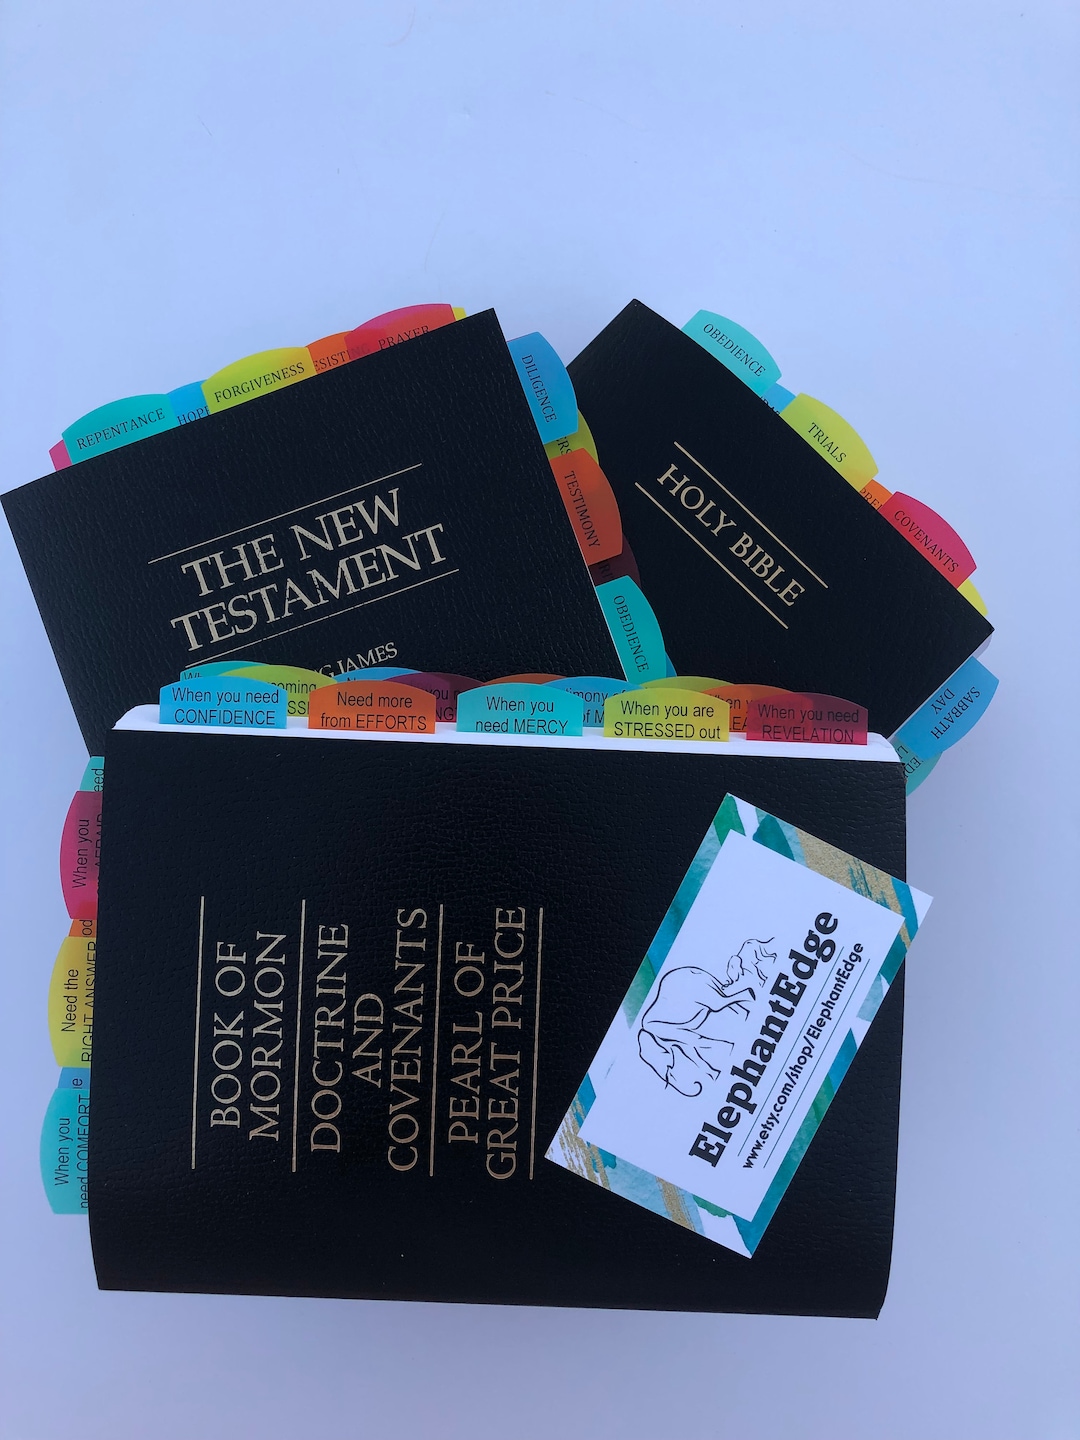 REPENTANCE
FORGIVENESS
PRAYER
DILIGENCE
TESTIMONY
OBEDIENCE
THE NEW
TESTAMENT
JAMES
OBEDIENCE
TRIALS
COVENANTS
SABBATH
DAY
HOLY BIBLE
When you need
CONFIDENCE
Need more
from EFFORTS
When you
need MERCY
When you are
STRESSED out
When you need
REVELATION
When you
AFRAID
Need the
RIGHT ANSWER
When you
need COMFORT
BOOK OF
MORMON
DOCTRINE
AND
COVENANTS
PEARL OF
GREAT PRICE
ElephantEdge
www.etsy.com/shop/ElephantEdge